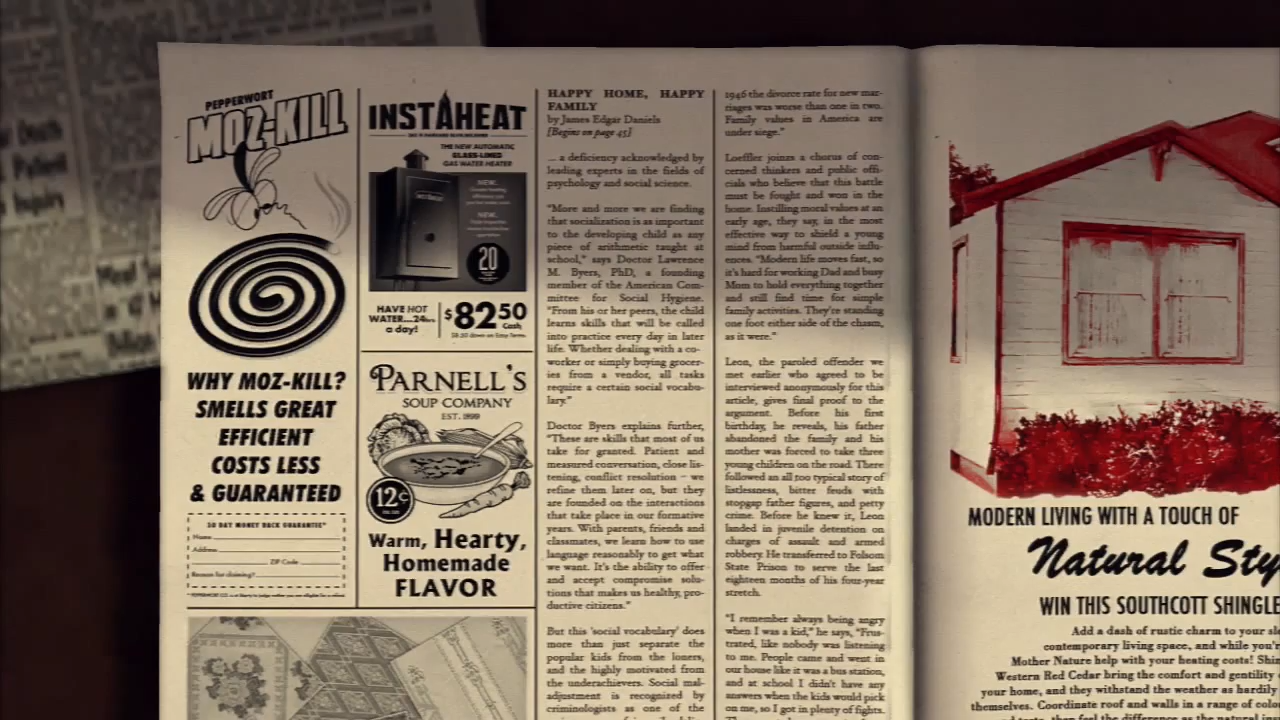 PEPPERWORT
MOZ-KILL
WHY MOZ-KILL?
SMELLS GREAT
EFFICIENT
COSTS LESS
& GUARANTEED
30 DAY MONEY BACK GUARANTEE*
Name
Address
ZIP Code
Reason for claiming?
INSTAHEAT
THE NEW AUTOMATIC
GLASS-LINED
GAS WATER HEATER
NEW.
NEW.
20
HAVE HOT
WATER...24hrs
a day!
$82.50
Cash
PARNELL'S
SOUP COMPANY
EST. 1899
12¢
Warm, Hearty,
Homemade
FLAVOR
HAPPY HOME, HAPPY
FAMILY
by James Edgar Daniels
[Begins on page 45]
... a deficiency acknowledged by
leading experts in the fields of
psychology and social science.
"More and more we are finding
that socialization is as important
to the developing child as any
piece of arithmetic taught at
school," says Doctor Lawrence
M. Byers, PhD, a founding
member of the American Com-
mittee for Social Hygiene.
"From his or her peers, the child
learns skills that will be called
into practice every day in later
life. Whether dealing with a co-
worker or simply buying grocer-
ies from a vendor, all tasks
require a certain social vocabu-
lary."
Doctor Byers explains further,
"These are skills that most of us
take for granted. Patient and
measured conversation, close lis-
tening, conflict resolution – we
refine them later on, but they
are founded on the interactions
that take place in our formative
years. With parents, friends and
classmates, we learn how to use
language reasonably to get what
we want. It's the ability to offer
and accept compromise solu-
tions that makes us healthy, pro-
ductive citizens."
But this 'social vocabulary' does
more than just separate the
popular kids from the loners,
and the highly motivated from
the underachievers. Social mal-
adjustment is recognized by
criminologists as one of the
1946 the divorce rate for new mar-
riages was worse than one in two.
Family values in America are
under siege."
Loeffler joins a chorus of con-
cerned thinkers and public offi-
cials who believe that this battle
must be fought and won in the
home. Instilling moral values at an
early age, they say, is the most
effective way to shield a young
mind from harmful outside influ-
ences. "Modern life moves fast, so
it's hard for working Dad and busy
Mom to hold everything together
and still find time for simple
family activities. They're standing
one foot either side of the chasm,
as it were."
Leon, the paroled offender we
met earlier who agreed to be
interviewed anonymously for this
article, gives final proof to the
argument. Before his first
birthday, he reveals, his father
abandoned the family and his
mother was forced to take three
young children on the road. There
followed an all too typical story of
listlessness, bitter feuds with
stopgap father figures, and petty
crime. Before he knew it, Leon
landed in juvenile detention on
charges of assault and armed
robbery. He transferred to Folsom
State Prison to serve the last
eighteen months of his four-year
stretch.
"I remember always being angry
when I was a kid," he says, "Frus-
trated, like nobody was listening
to me. People came and went in
our house like it was a bus station,
and at school I didn't have any
answers when the kids would pick
on me, so I got in plenty of fights.
MODERN LIVING WITH A TOUCH OF
Natural Sty
WIN THIS SOUTHCOTT SHINGLE
Add a dash of rustic charm to your
contemporary living space, and while you're
Mother Nature help with your heating costs!
Western Red Cedar bring the comfort and gentility
your home, and they withstand the weather as hardily
themselves. Coordinate roof and walls in a range of